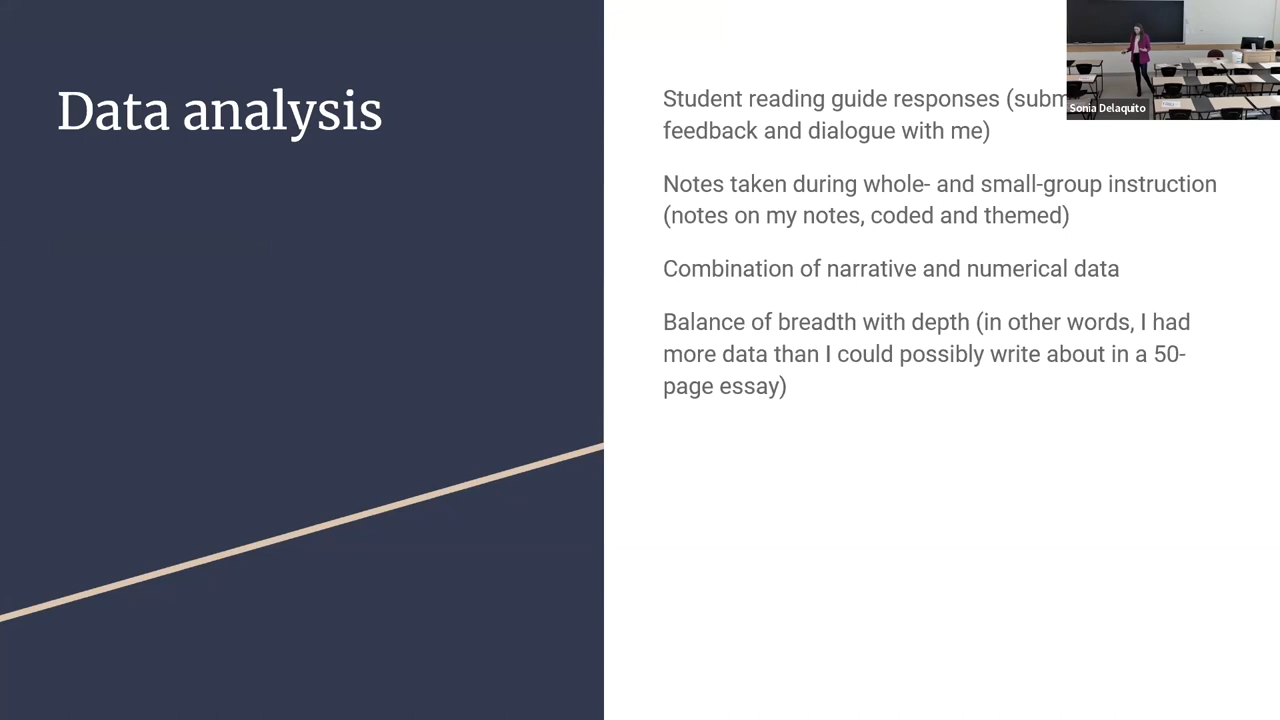 Data analysis
Student reading guide responses (subm
feedback and dialogue with me)
Notes taken during whole- and small-group instruction
(notes on my notes, coded and themed)
Combination of narrative and numerical data
Balance of breadth with depth (in other words, I had
more data than I could possibly write about in a 50-
page essay)
Sonia Delaquito